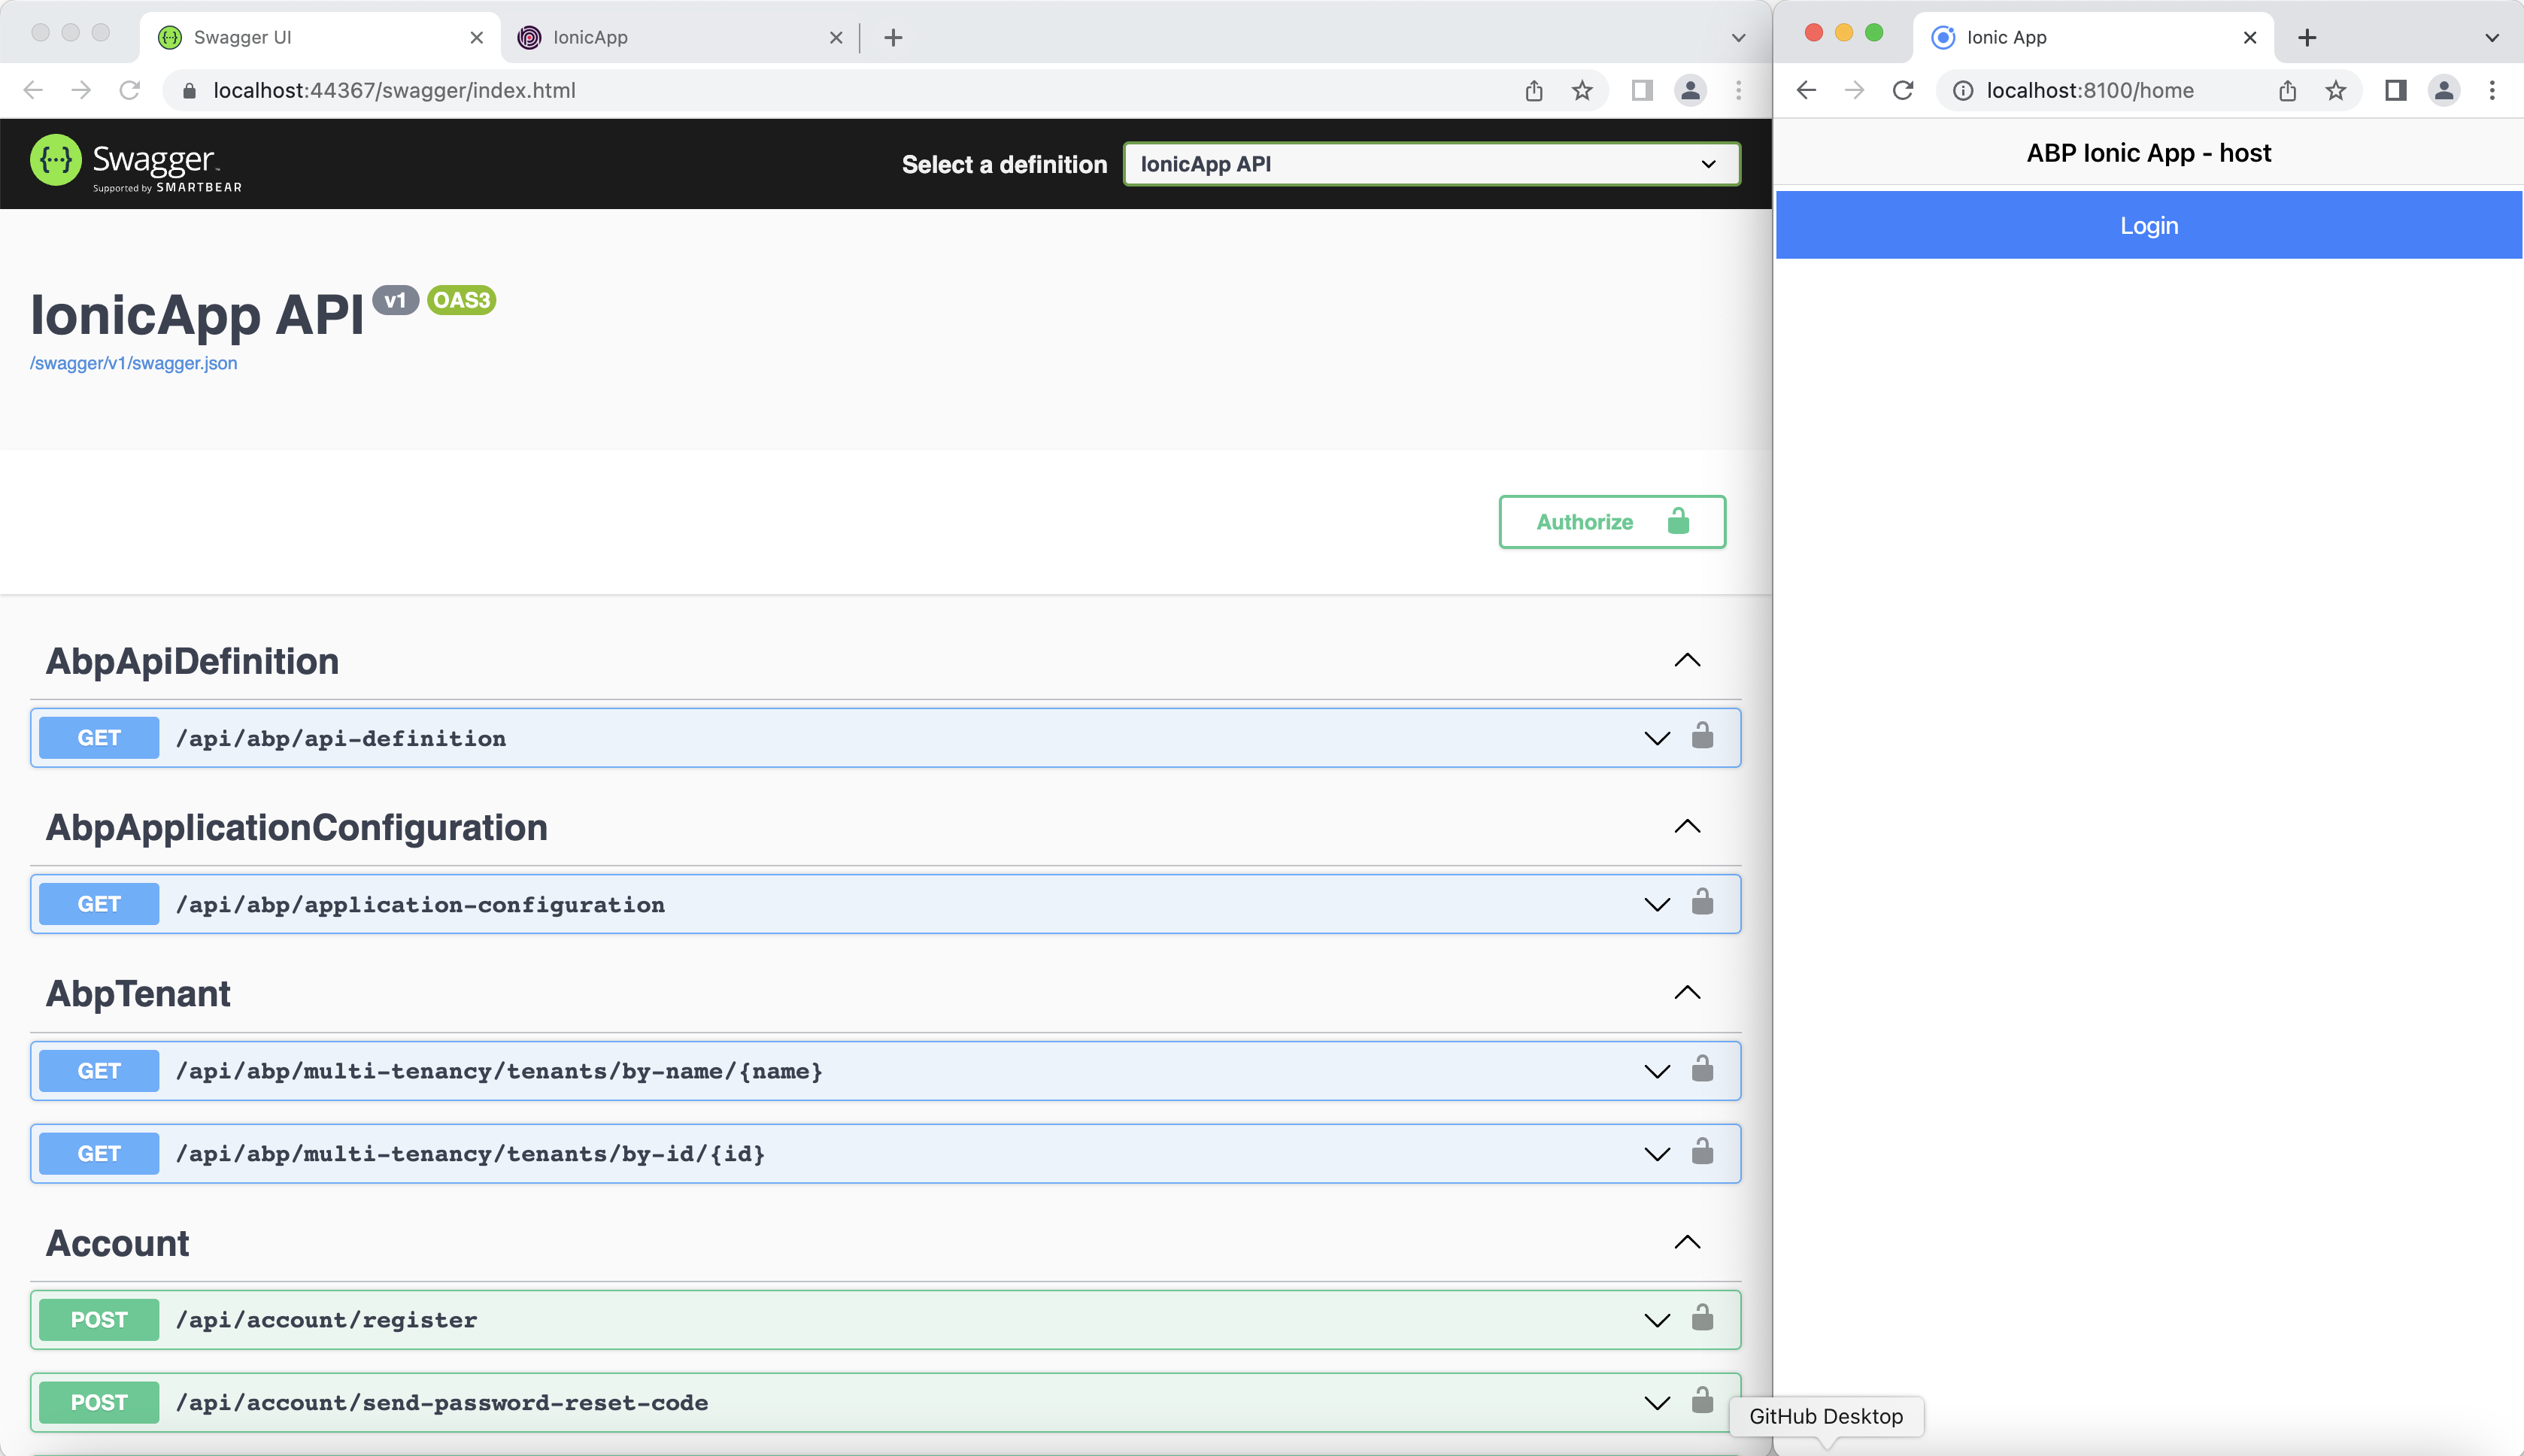 Swagger UI
IonicApp
localhost:44367/swagger/index.html
Swagger
Supported by SMARTBEAR
Select a definition
IonicApp API
IonicApp API v1 OAS3
/swagger/v1/swagger.json
Authorize
AbpApiDefinition
GET /api/abp/api-definition
AbpApplicationConfiguration
GET /api/abp/application-configuration
AbpTenant
GET /api/abp/multi-tenancy/tenants/by-name/{name}
GET /api/abp/multi-tenancy/tenants/by-id/{id}
Account
POST /api/account/register
POST /api/account/send-password-reset-code
Ionic App
localhost:8100/home
ABP Ionic App - host
Login
GitHub Desktop